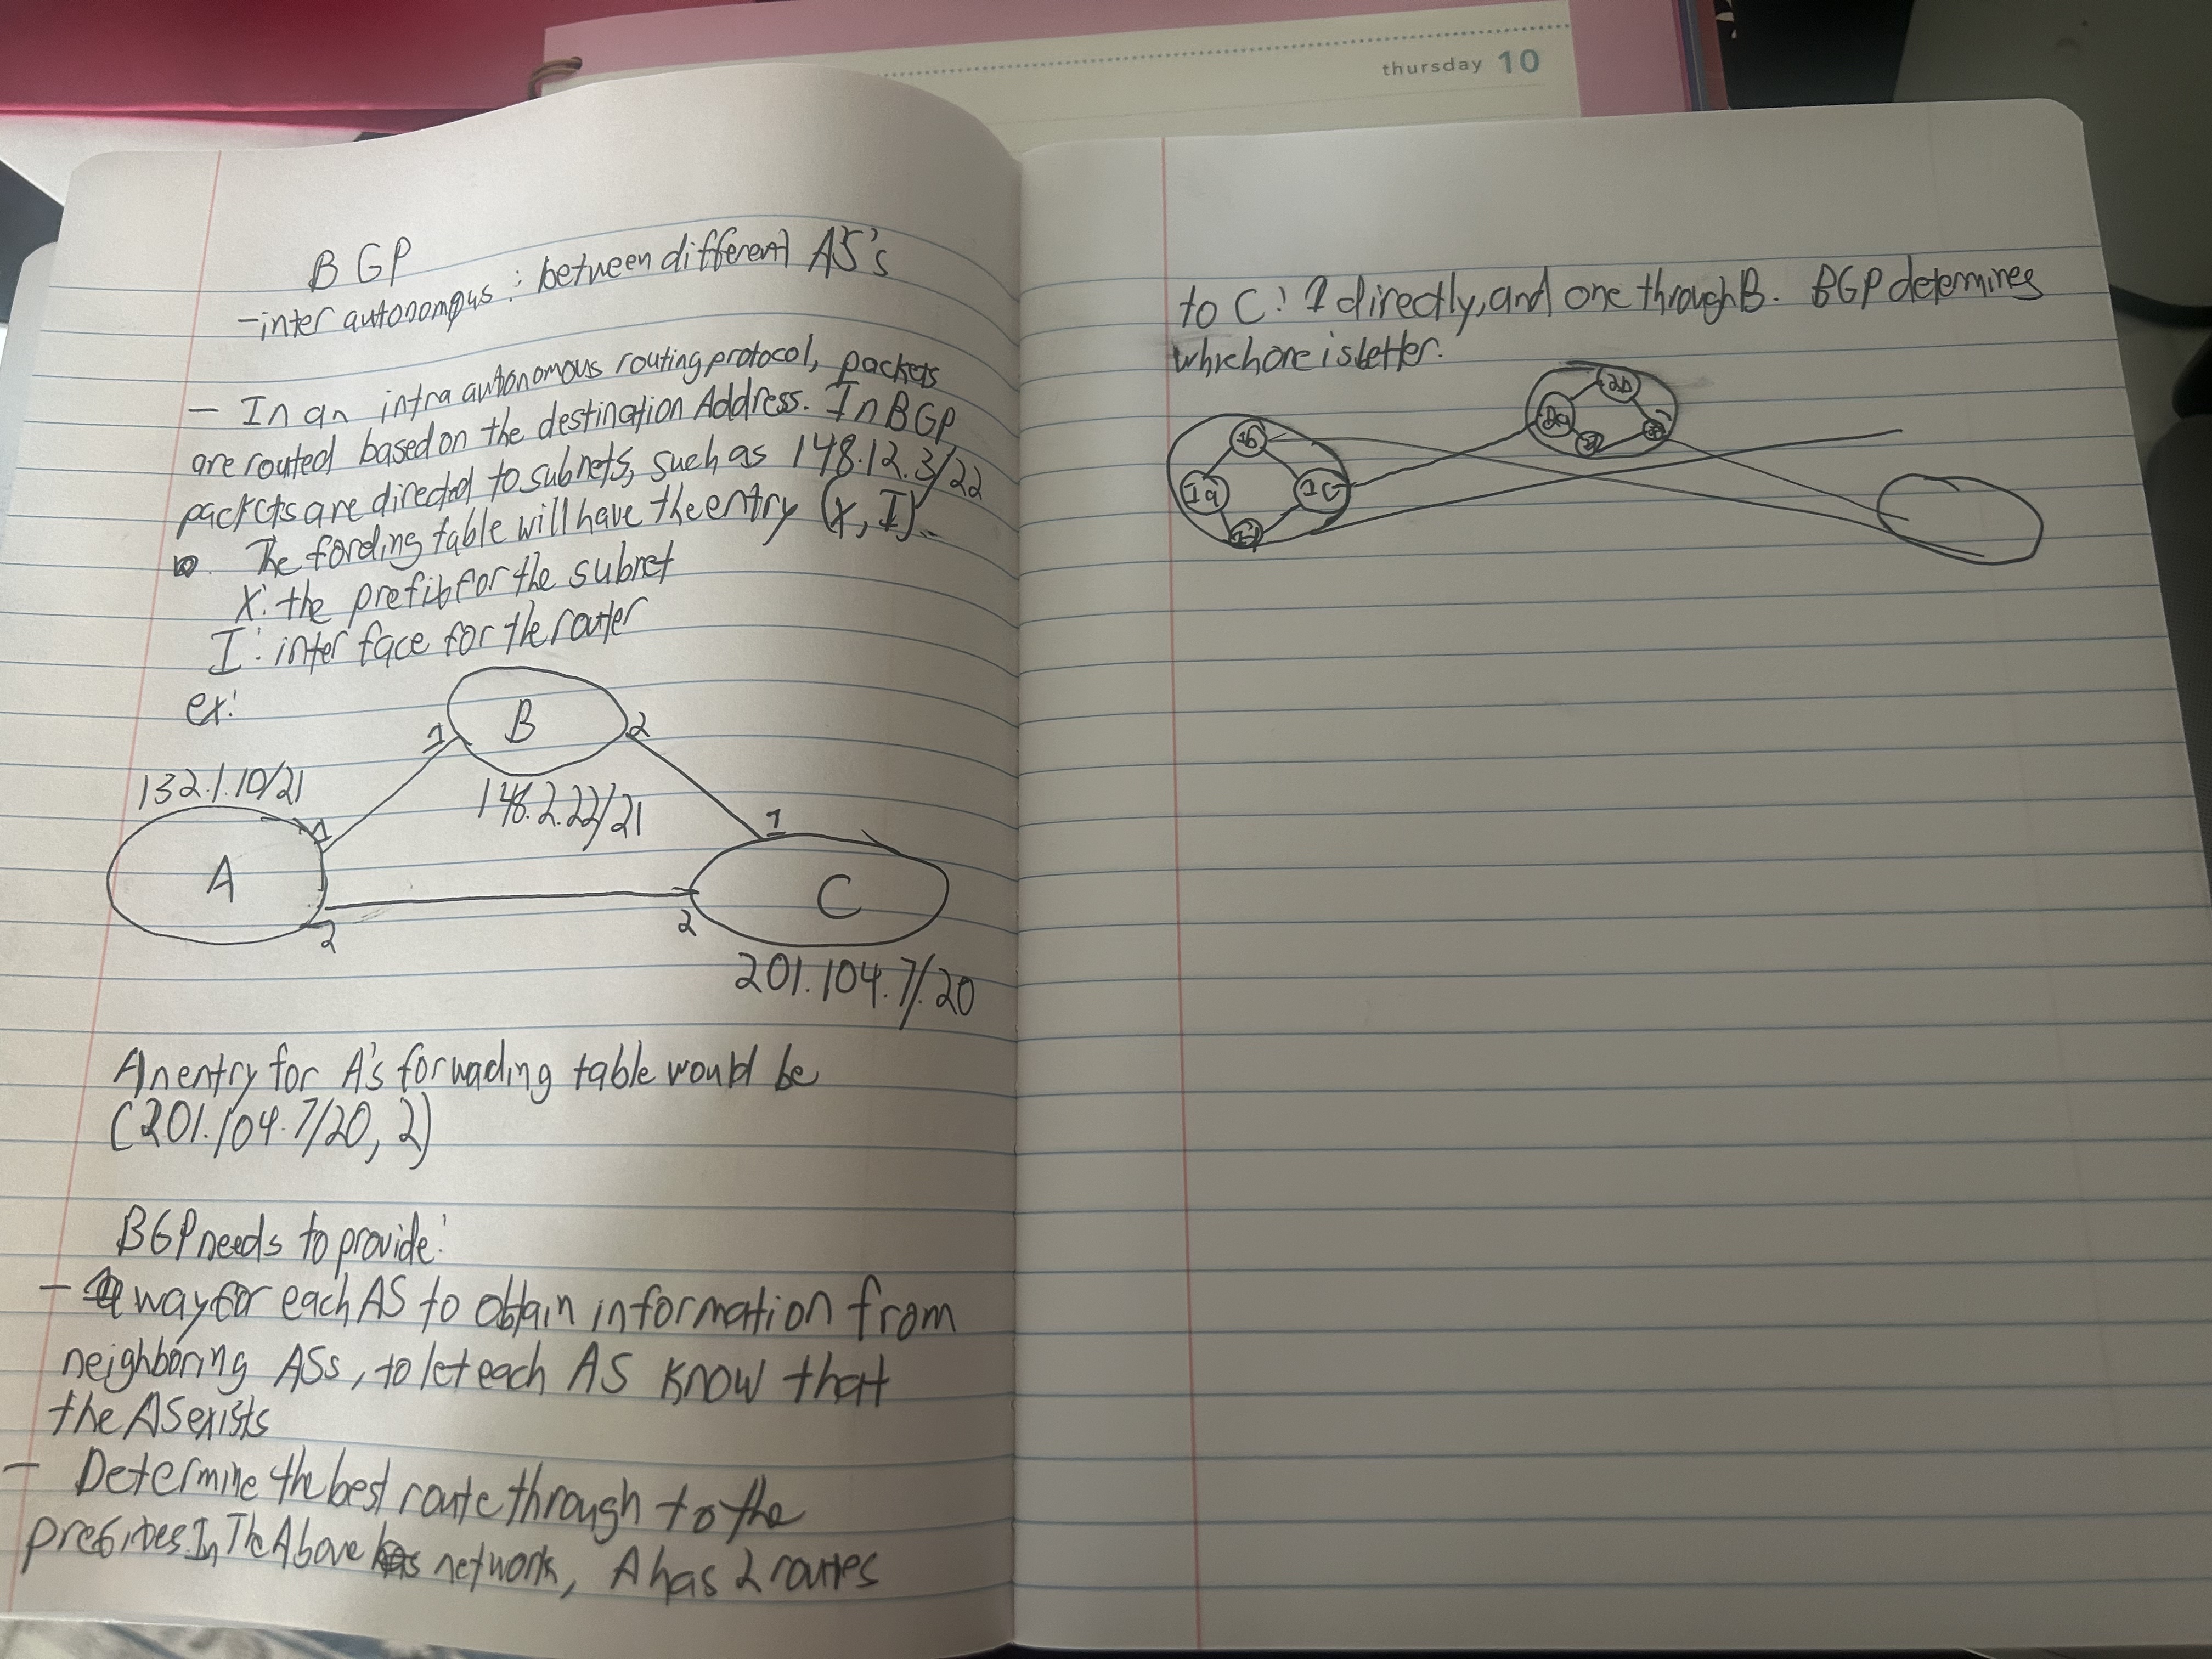 thursday 10
BGP
-inter autonomous: between different AS's
- In an intra autonomous routing protocol, packets
are routed based on the destination Address. In BGP
packets are directed to subnets, such as 148.12.3/22
The fording table will have the entry (X, I).
X: the prefix for the subnet
I: interface for the router
ex:
B
1
2
132.1.10/21
148.2.22/21
1
1
A
C
2
2
201.104.7/20
An entry for A's forwading table would be
(201.104.7/20, 2)
BGP needs to provide:
- a way for each AS to obtain information from
neighboring ASs, to let each AS know that
the AS exists
- Determine the best route through to the
prefixes. In The Above network, A has 2 routes
to C: 1 directly, and one through B. BGP determines
which one is better.
2b
2a
1b
1a
1c